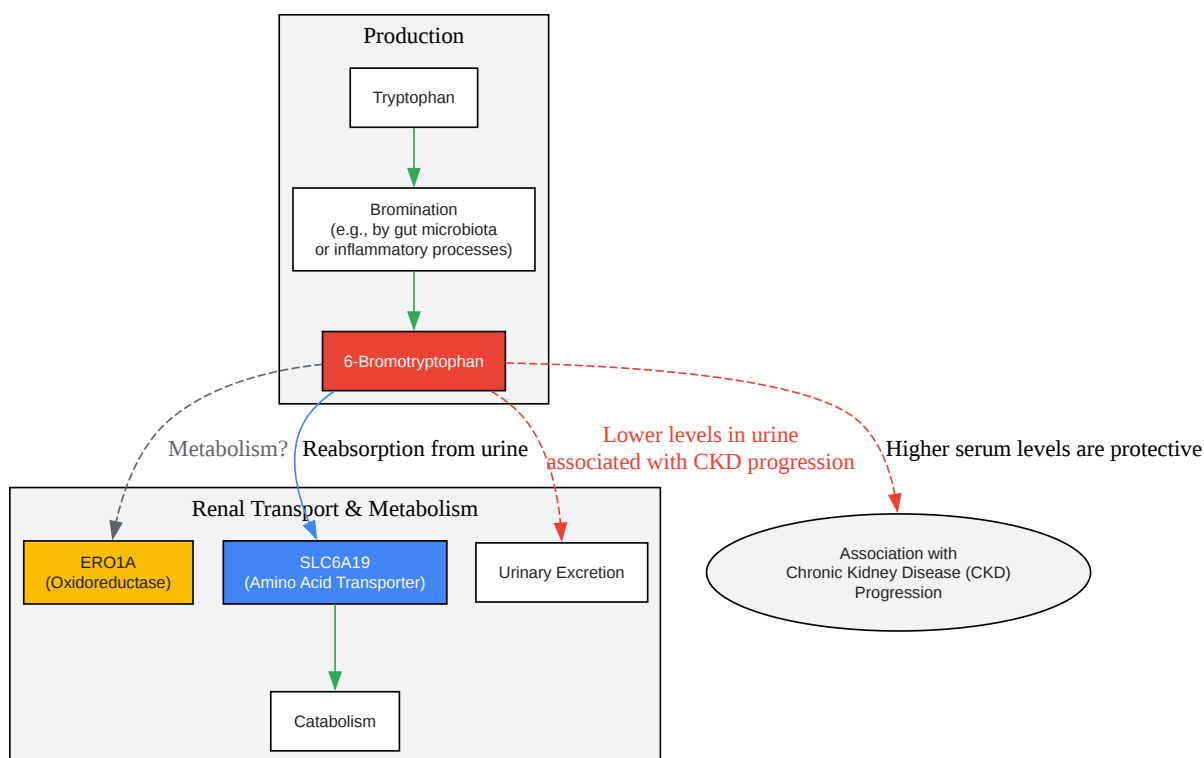 Production
Tryptophan
Bromination
(e.g., by gut microbiota
or inflammatory processes)
6-Bromotryptophan
Metabolism?
Reabsorption from urine
Lower levels in urine
associated with CKD progression
Higher serum levels are protective
Renal Transport & Metabolism
ERO1A
(Oxidoreductase)
SLC6A19
(Amino Acid Transporter)
Urinary Excretion
Association with
Chronic Kidney Disease (CKD)
Progression
Catabolism